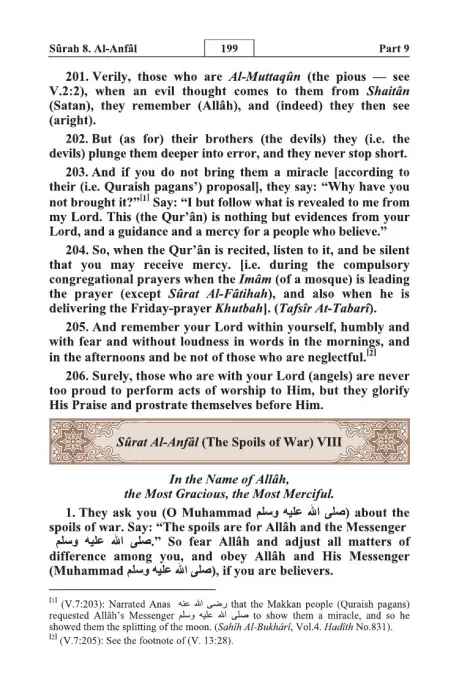 Sûrah 8. Al-Anfâl
199
Part 9
201. Verily, those who are Al-Muttaqûn (the pious — see
V.2:2), when an evil thought comes to them from Shaitân
(Satan), they remember (Allâh), and (indeed) they then see
(aright).
202. But (as for) their brothers (the devils) they (i.e. the
devils) plunge them deeper into error, and they never stop short.
203. And if you do not bring them a miracle [according to
their (i.e. Quraish pagans’) proposal], they say: “Why have you
not brought it?”[1] Say: “I but follow what is revealed to me from
my Lord. This (the Qur’ân) is nothing but evidences from your
Lord, and a guidance and a mercy for a people who believe.”
204. So, when the Qur’ân is recited, listen to it, and be silent
that you may receive mercy. [i.e. during the compulsory
congregational prayers when the Imâm (of a mosque) is leading
the prayer (except Sûrat Al-Fâtihah), and also when he is
delivering the Friday-prayer Khutbah]. (Tafsîr At-Tabarî).
205. And remember your Lord within yourself, humbly and
with fear and without loudness in words in the mornings, and
in the afternoons and be not of those who are neglectful.[2]
206. Surely, those who are with your Lord (angels) are never
too proud to perform acts of worship to Him, but they glorify
His Praise and prostrate themselves before Him.
Sûrat Al-Anfâl (The Spoils of War) VIII
In the Name of Allâh,
the Most Gracious, the Most Merciful.
1. They ask you (O Muhammad صلى الله عليه وسلم) about the
spoils of war. Say: “The spoils are for Allâh and the Messenger
صلى الله عليه وسلم.” So fear Allâh and adjust all matters of
difference among you, and obey Allâh and His Messenger
(Muhammad صلى الله عليه وسلم), if you are believers.
[1] (V.7:203): Narrated Anas رضى الله عنه that the Makkan people (Quraish pagans)
requested Allâh’s Messenger صلى الله عليه وسلم to show them a miracle, and so he
showed them the splitting of the moon. (Sahîh Al-Bukhârî, Vol.4. Hadîth No.831).
[2] (V.7:205): See the footnote of (V. 13:28).